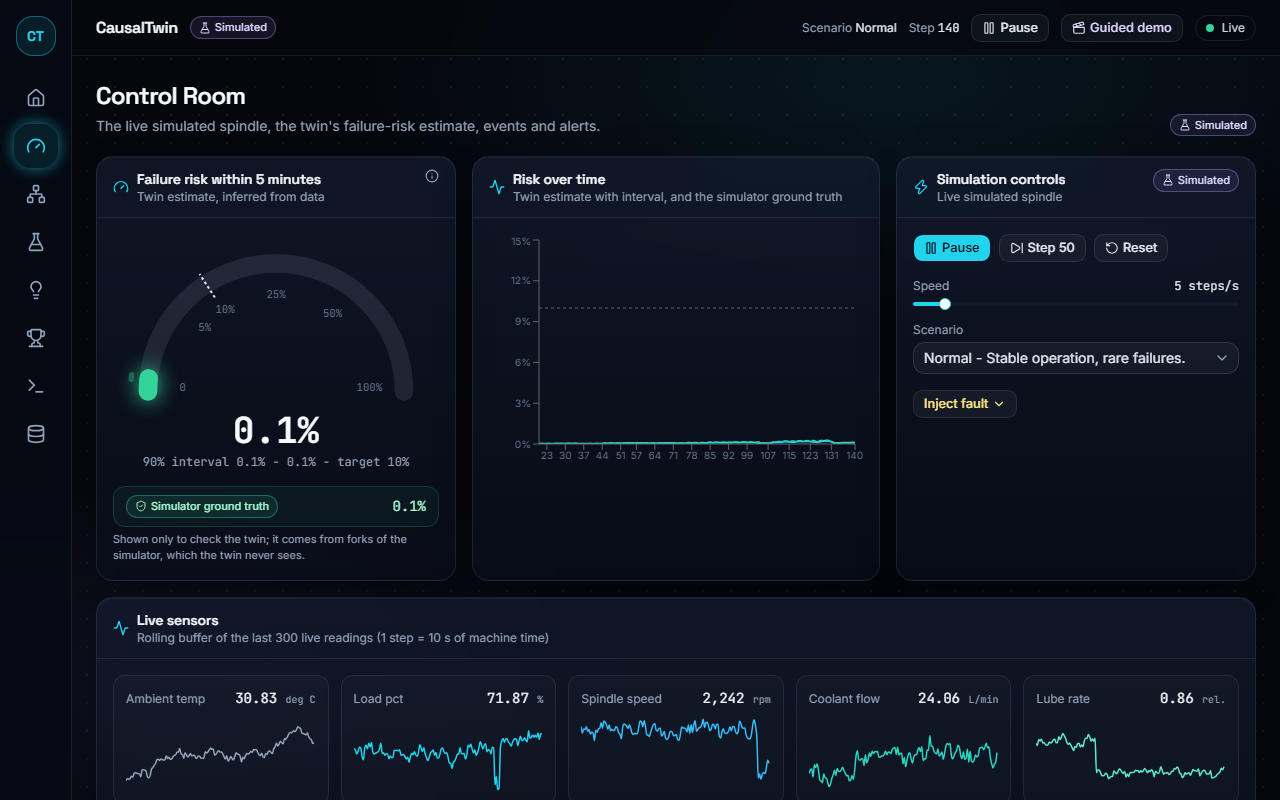 CT
CausalTwin
Simulated
Scenario Normal
Step 140
Pause
Guided demo
Live
Control Room
The live simulated spindle, the twin's failure-risk estimate, events and alerts.
Simulated
Failure risk within 5 minutes
Twin estimate, inferred from data
0
5%
10%
25%
50%
100%
0.1%
90% interval 0.1% - 0.1% - target 10%
Simulator ground truth
0.1%
Shown only to check the twin; it comes from forks of the
simulator, which the twin never sees.
Risk over time
Twin estimate with interval, and the simulator ground truth
15%
12%
9%
6%
3%
0%
23 30 37 44 51 57 64 71 78 85 92 99 107 115 123 131 140
Simulation controls
Live simulated spindle
Simulated
Pause
Step 50
Reset
Speed
5 steps/s
Scenario
Normal - Stable operation, rare failures.
Inject fault
Live sensors
Rolling buffer of the last 300 live readings (1 step = 10 s of machine time)
Ambient temp 30.83 deg C
Load pct 71.87 %
Spindle speed 2,242 rpm
Coolant flow 24.06 L/min
Lube rate 0.86 rel.